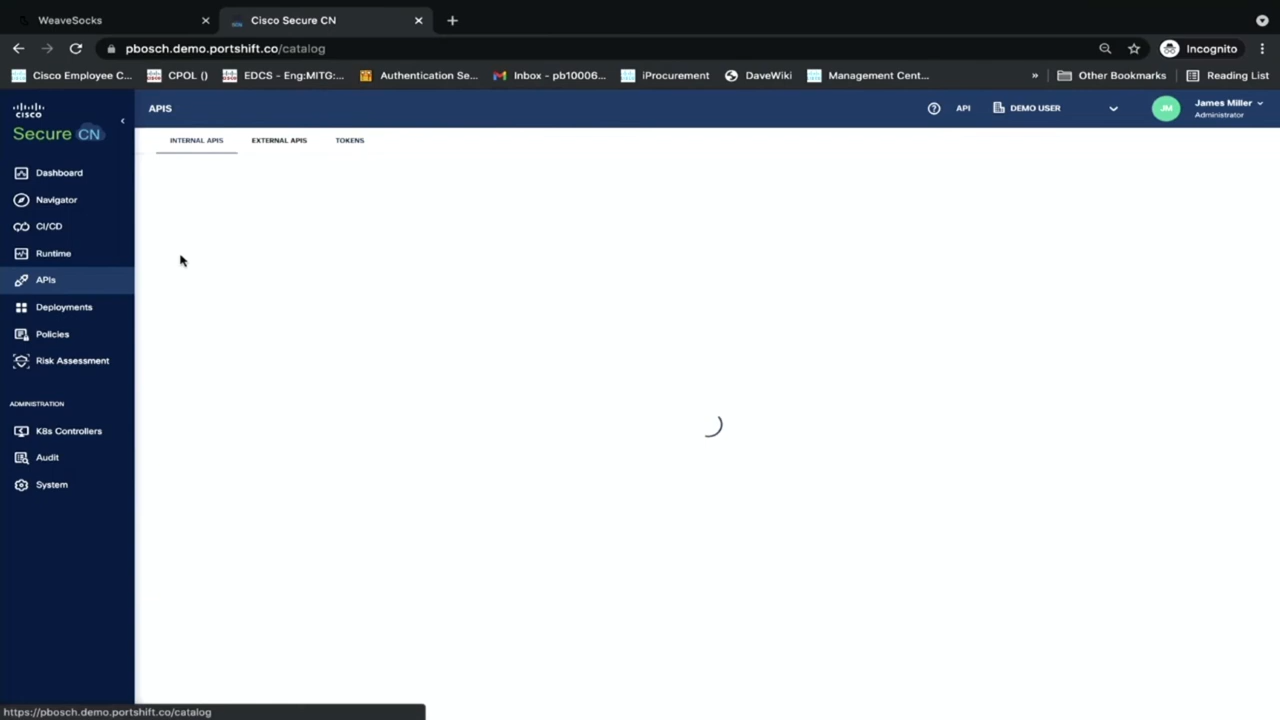 WeaveSocks
Cisco Secure CN
pbosch.demo.portshift.co/catalog
Incognito
Cisco Employee C...
CPOL ()
EDCS - Eng:MITG:...
Authentication Se...
Inbox - pb10006...
iProcurement
DaveWiki
Management Cent...
»
Other Bookmarks
Reading List
CISCO
Secure CN
APIS
API
DEMO USER
JM
James Miller
Administrator
INTERNAL APIS
EXTERNAL APIS
TOKENS
Dashboard
Navigator
CI/CD
Runtime
APIs
Deployments
Policies
Risk Assessment
ADMINISTRATION
K8s Controllers
Audit
System
https://pbosch.demo.portshift.co/catalog